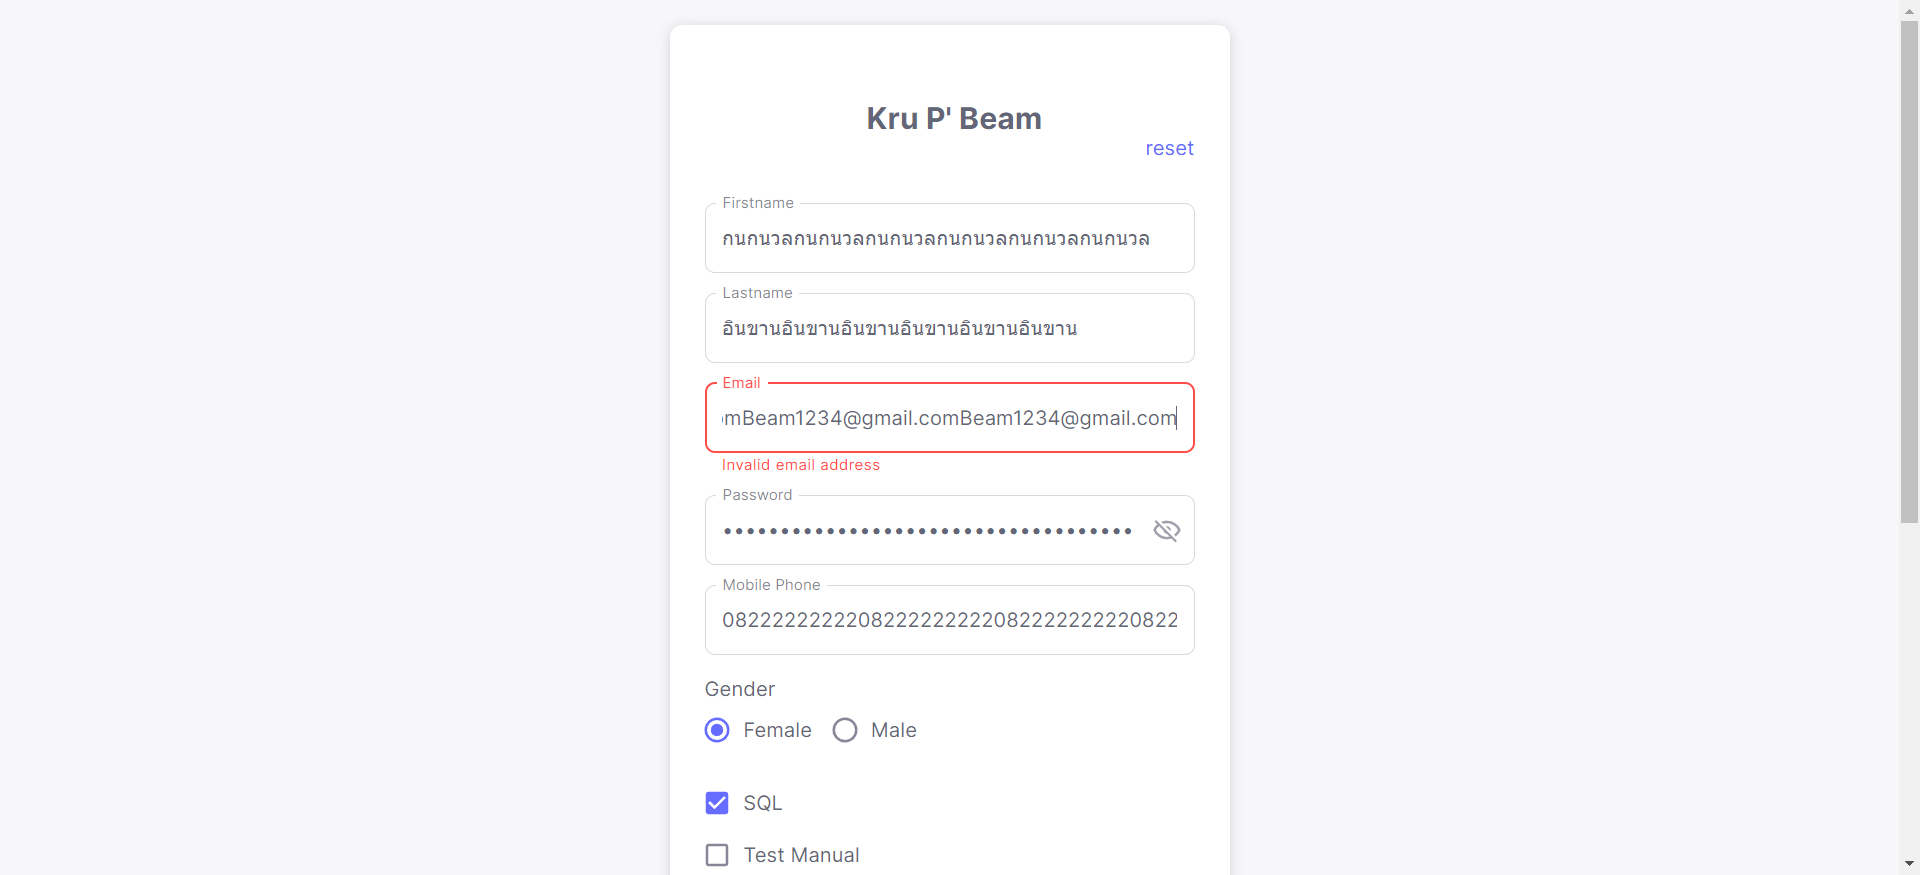 Kru P' Beam
reset
Firstname
กนกนวลกนกนวลกนกนวลกนกนวลกนกนวลกนกนวล
Lastname
อินขานอินขานอินขานอินขานอินขานอินขาน
Email
omBeam1234@gmail.comBeam1234@gmail.com
Invalid email address
Password
Mobile Phone
0822222222208222222222082222222220822
Gender
Female Male
SQL
Test Manual